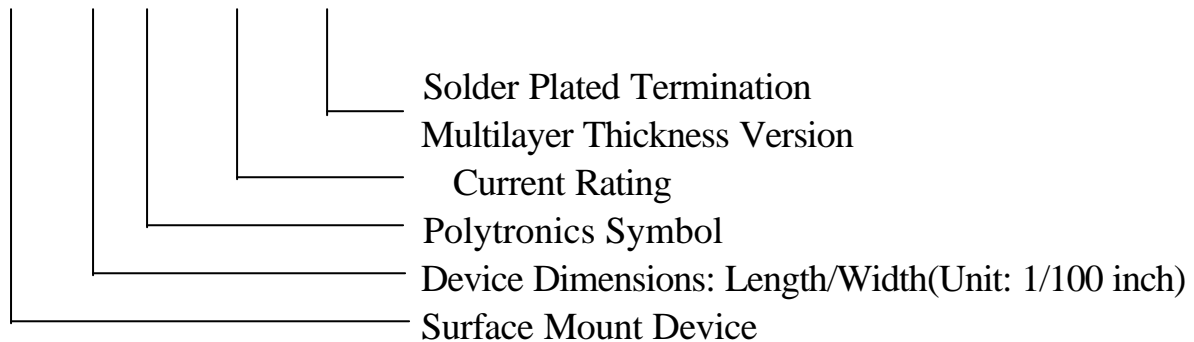 Solder Plated Termination
Multilayer Thickness Version
Current Rating
Polytronics Symbol
Device Dimensions: Length/Width(Unit: 1/100 inch)
Surface Mount Device